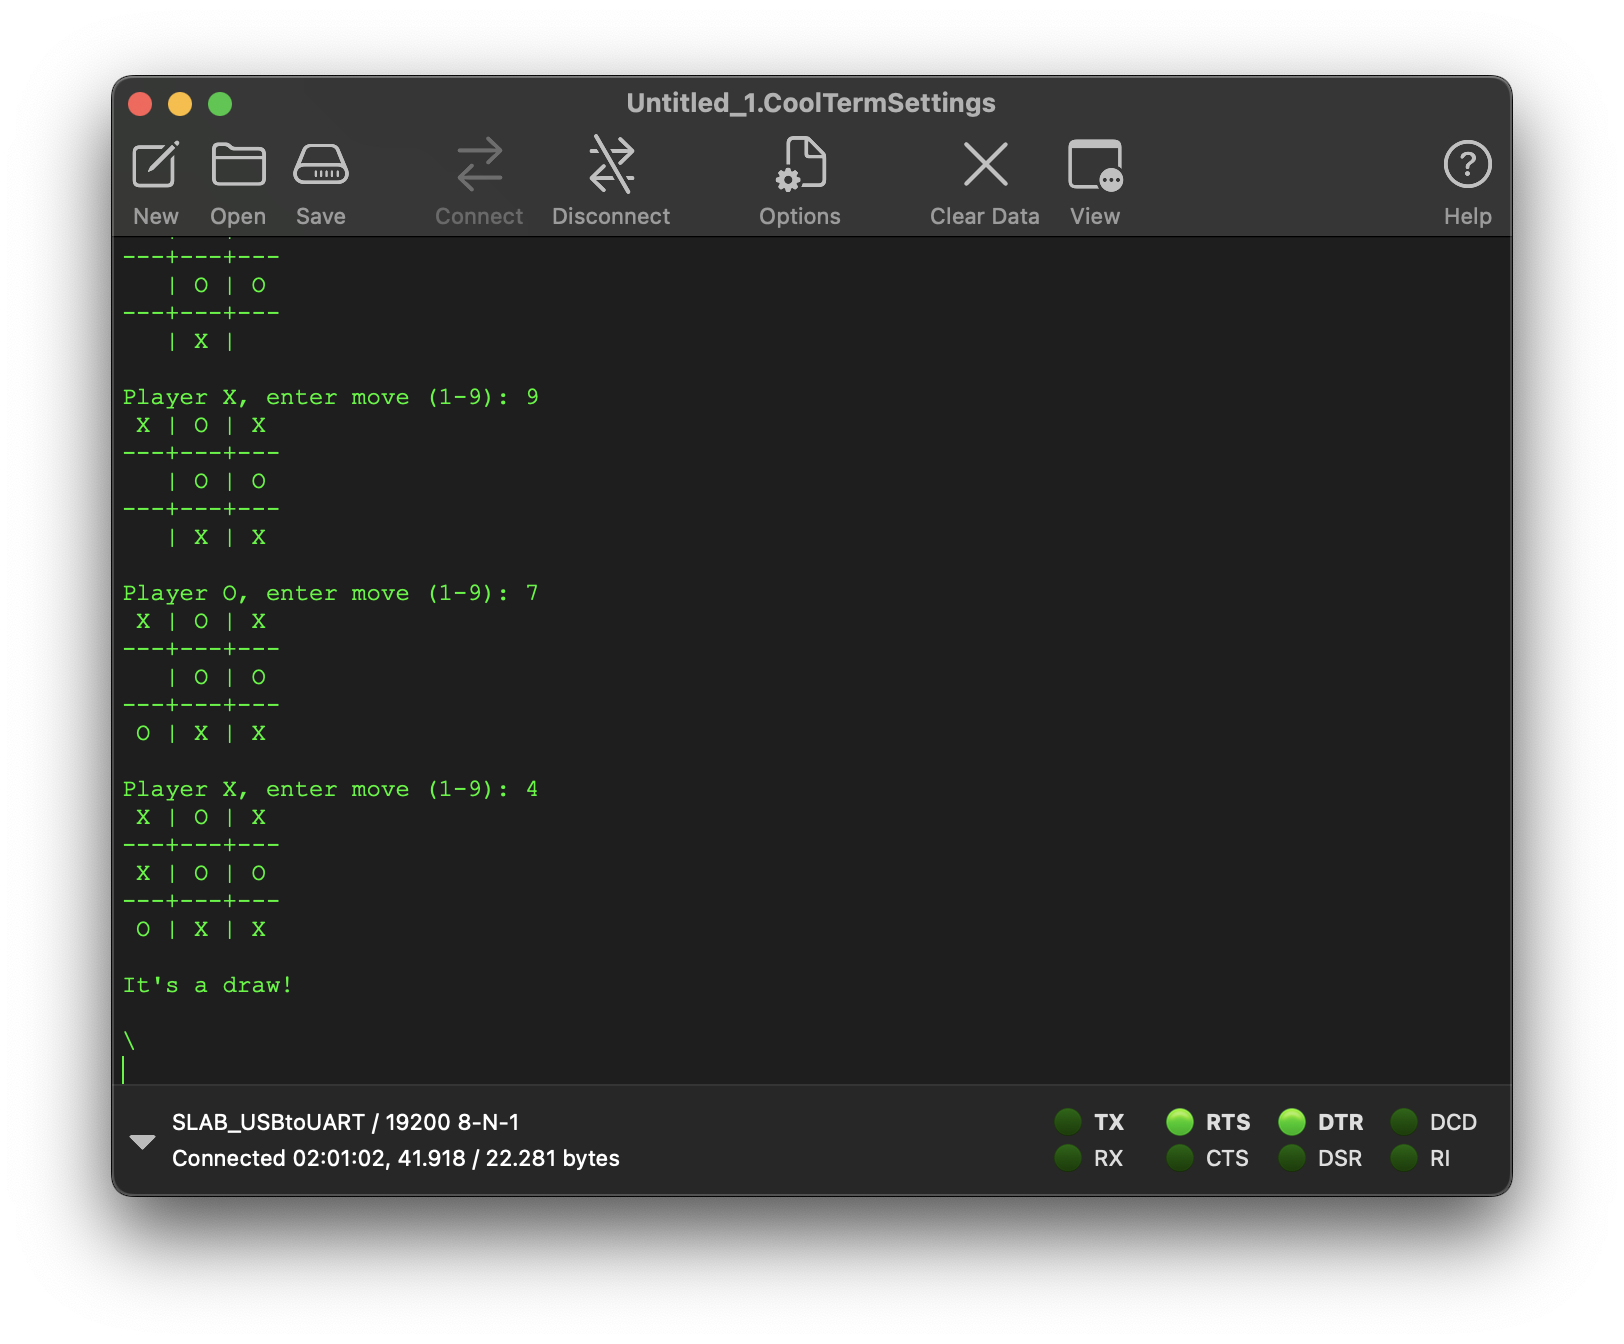 Untitled_1.CoolTermSettings
New Open Save Connect Disconnect Options Clear Data View Help
---+---+---
   | O | O
---+---+---
   | X |
Player X, enter move (1-9): 9
 X | O | X
---+---+---
   | O | O
---+---+---
   | X | X
Player O, enter move (1-9): 7
 X | O | X
---+---+---
   | O | O
---+---+---
 O | X | X
Player X, enter move (1-9): 4
 X | O | X
---+---+---
 X | O | O
---+---+---
 O | X | X
It's a draw!
\
SLAB_USBtoUART / 19200 8-N-1
Connected 02:01:02, 41.918 / 22.281 bytes
TX RTS DTR DCD
RX CTS DSR RI